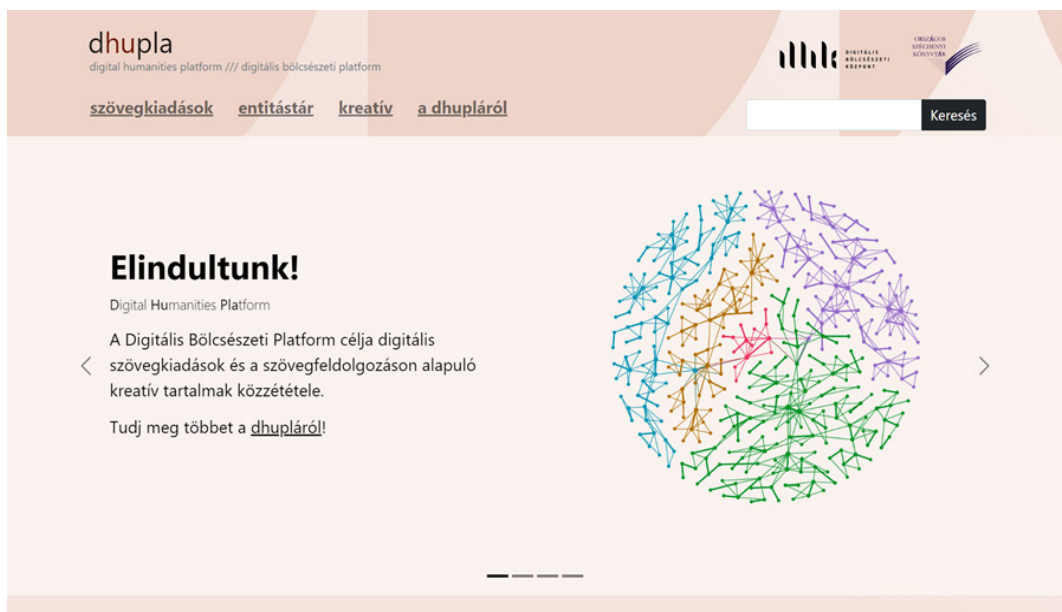 dhupla
digital humanities platform /// digitális bölcsészeti platform
DIGITÁLIS
BÖLCSÉSZETI
KÖZPONT
ORSZÁGOS
SZÉCHÉNYI
KÖNYVTÁR
szövegkiadások entitástár kreatív a dhupláról
Keresés
Elindultunk!
Digital Humanities Platform
A Digitális Bölcsészeti Platform célja digitális
szövegkiadások és a szövegfeldolgozáson alapuló
kreatív tartalmak közzététele.
Tudj meg többet a dhupláról!